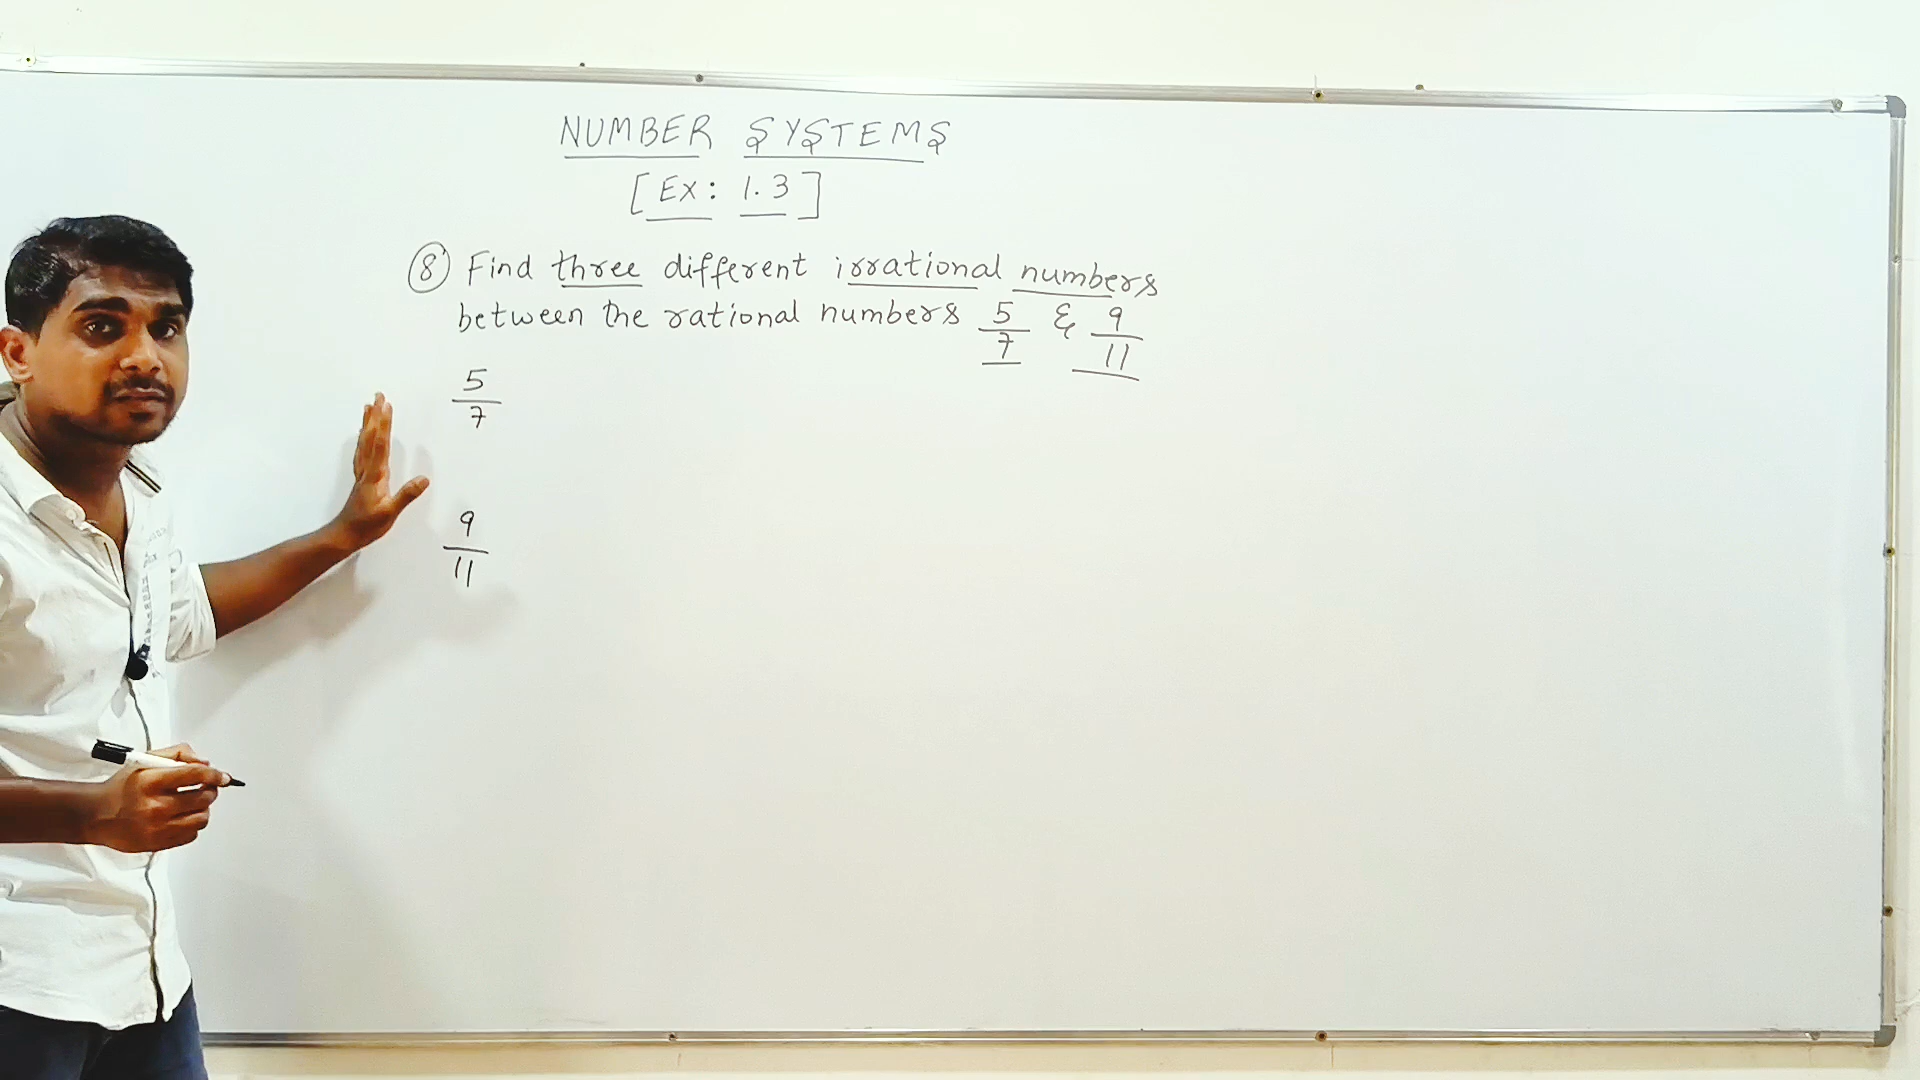 NUMBER SYSTEMS
[Ex: 1.3]
⑧ Find three different irrational numbers
between the rational numbers 5/7 & 9/11
5/7
9/11